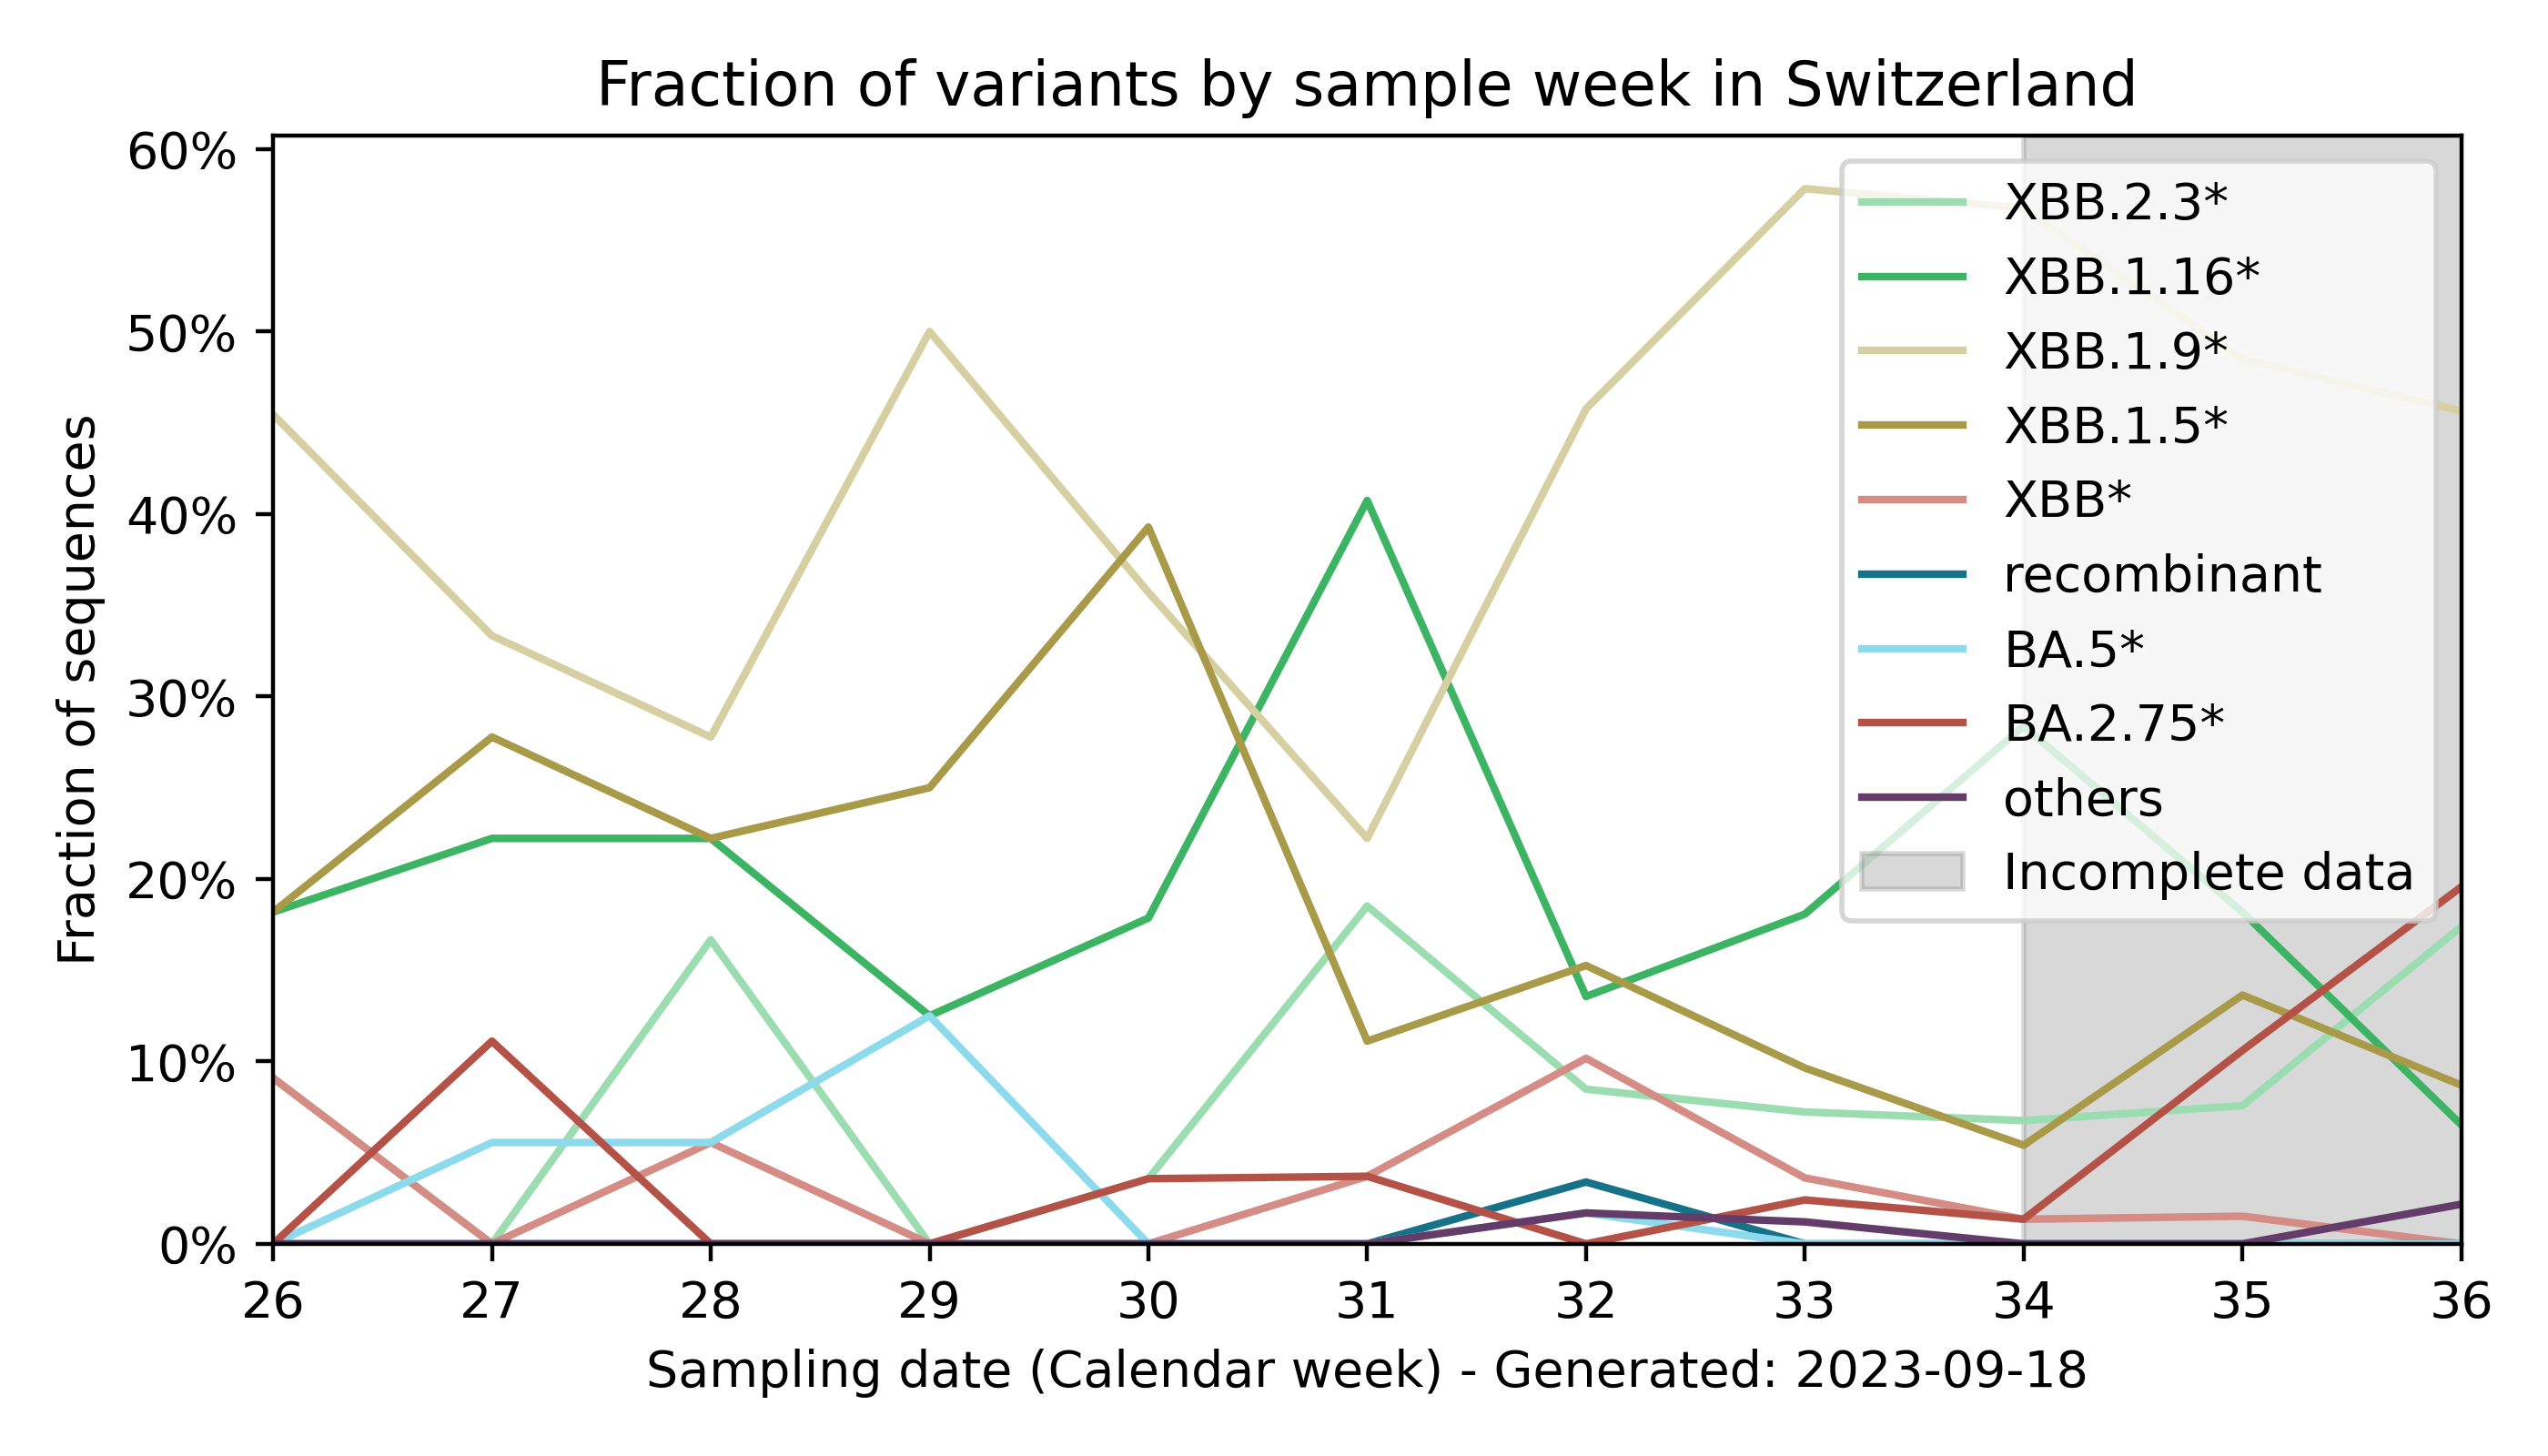 Fraction of variants by sample week in Switzerland
60%
50%
40%
30%
20%
10%
0%
Fraction of sequences
XBB.2.3*
XBB.1.16*
XBB.1.9*
XBB.1.5*
XBB*
recombinant
BA.5*
BA.2.75*
others
Incomplete data
26 27 28 29 30 31 32 33 34 35 36
Sampling date (Calendar week) - Generated: 2023-09-18